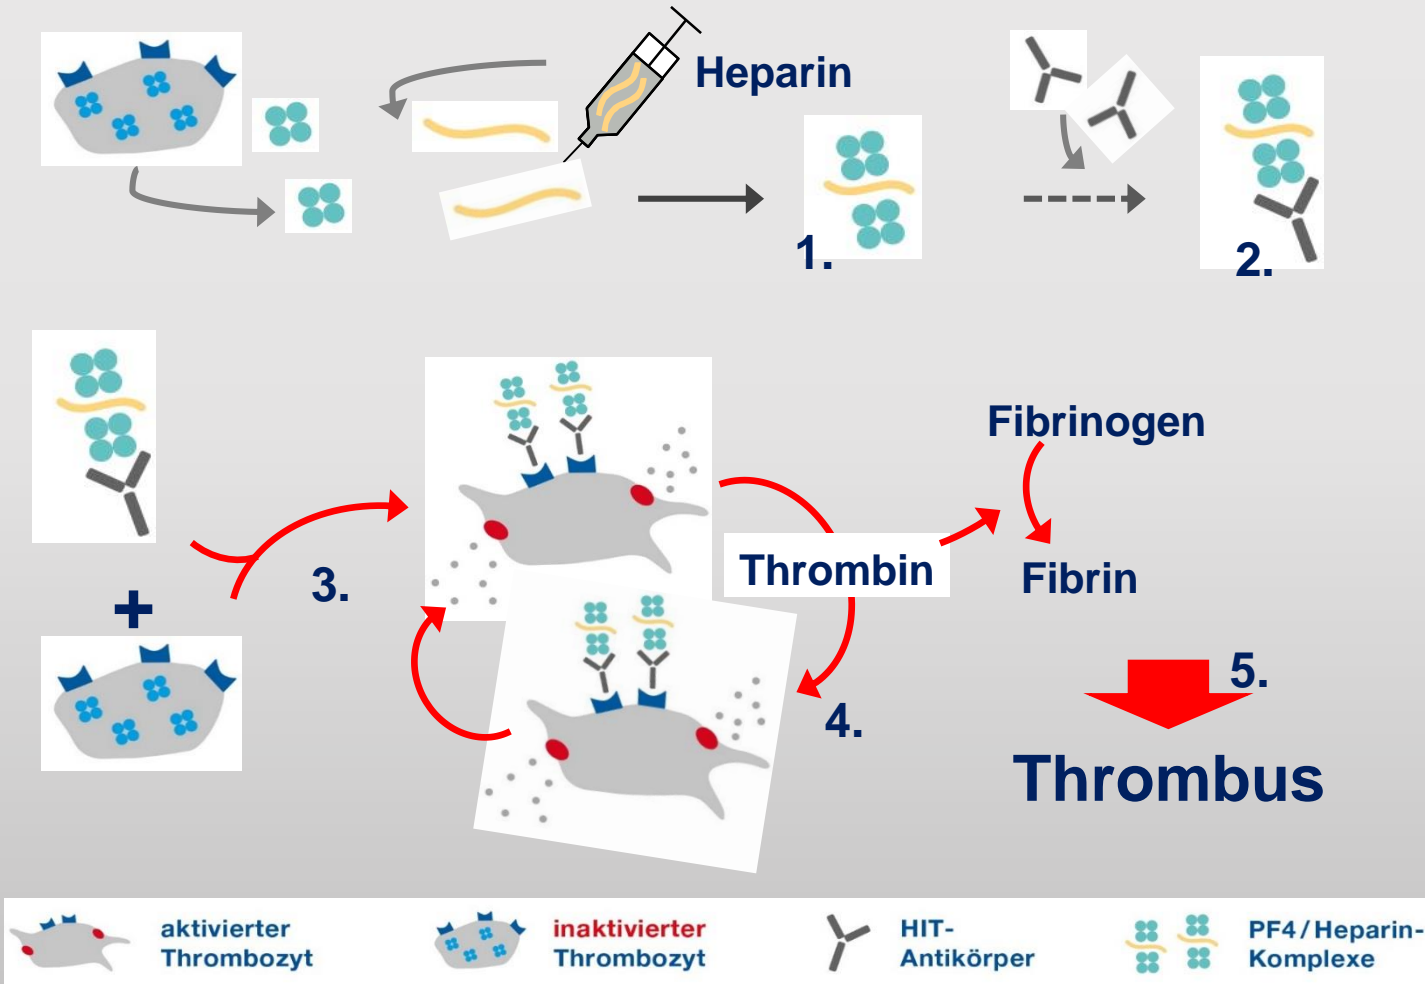 Heparin
1.
2.
Fibrinogen
+
3.
Thrombin
Fibrin
4.
5.
Thrombus
aktivierter
Thrombozyt
inaktivierter
Thrombozyt
HIT-
Antikörper
PF4/Heparin-
Komplexe